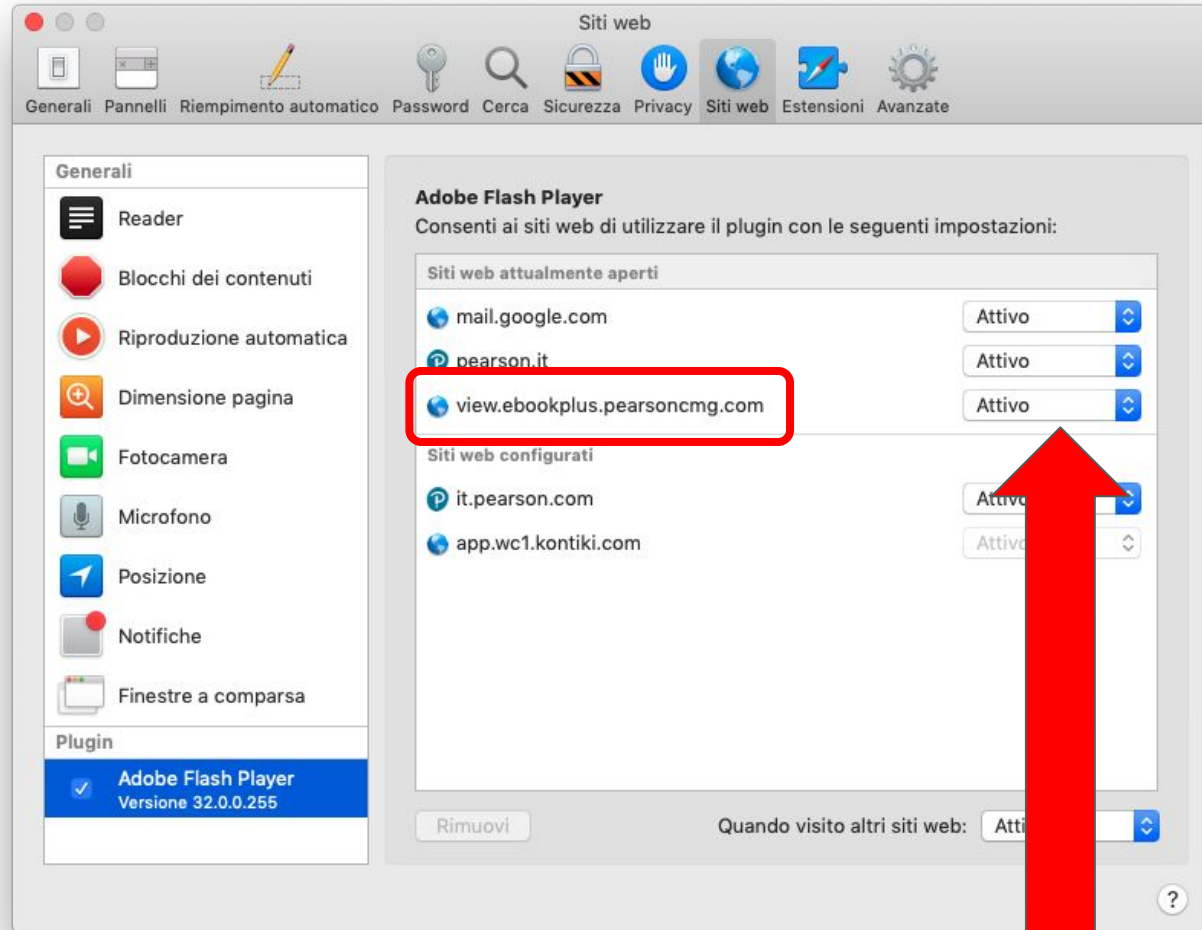 Siti web
Generali Pannelli Riempimento automatico Password Cerca Sicurezza Privacy Siti web Estensioni Avanzate
Generali
Reader
Blocchi dei contenuti
Riproduzione automatica
Dimensione pagina
Fotocamera
Microfono
Posizione
Notifiche
Finestre a comparsa
Plugin
Adobe Flash Player
Versione 32.0.0.255
Adobe Flash Player
Consenti ai siti web di utilizzare il plugin con le seguenti impostazioni:
Siti web attualmente aperti
mail.google.com Attivo
pearson.it Attivo
view.ebookplus.pearsoncmg.com Attivo
Siti web configurati
it.pearson.com
app.wc1.kontiki.com
Rimuovi Quando visito altri siti web:
?